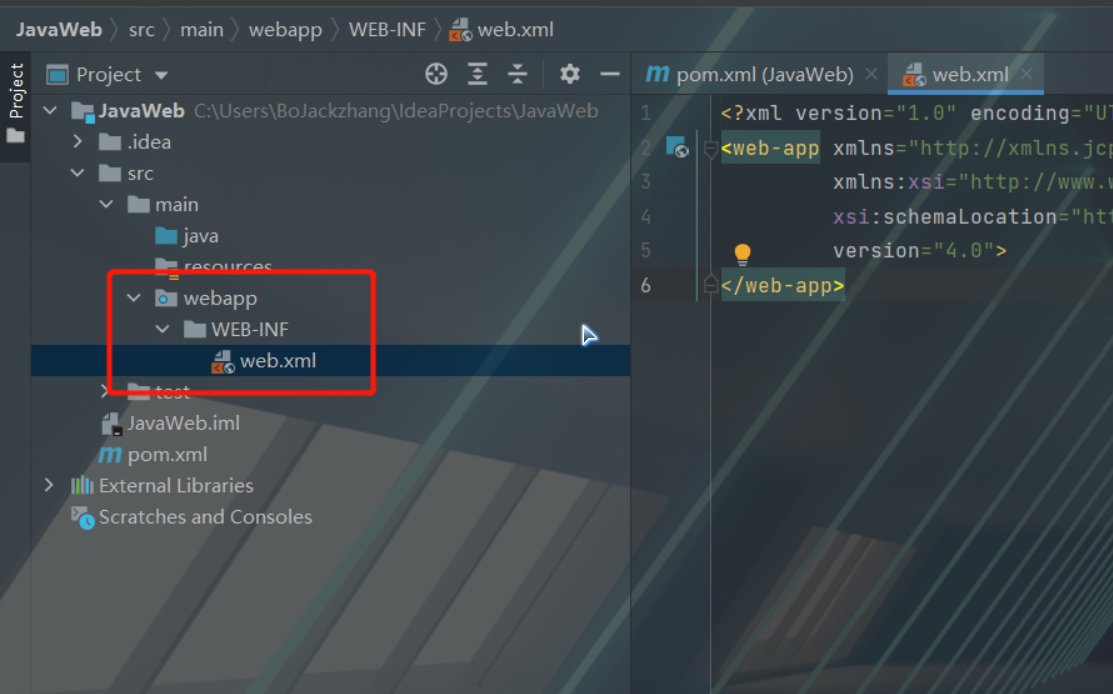 JavaWeb 〉 src 〉 main 〉 webapp 〉 WEB-INF 〉 web.xml
Project
Project
pom.xml (JavaWeb)
web.xml
JavaWeb C:\Users\BoJackzhang\IdeaProjects\JavaWeb
.idea
src
main
java
resources
webapp
WEB-INF
web.xml
test
JavaWeb.iml
pom.xml
External Libraries
Scratches and Consoles
1 <?xml version="1.0" encoding="UT
2 <web-app xmlns="http://xmlns.jcp
3 xmlns:xsi="http://www.w
4 xsi:schemaLocation="htt
5 version="4.0">
6 </web-app>